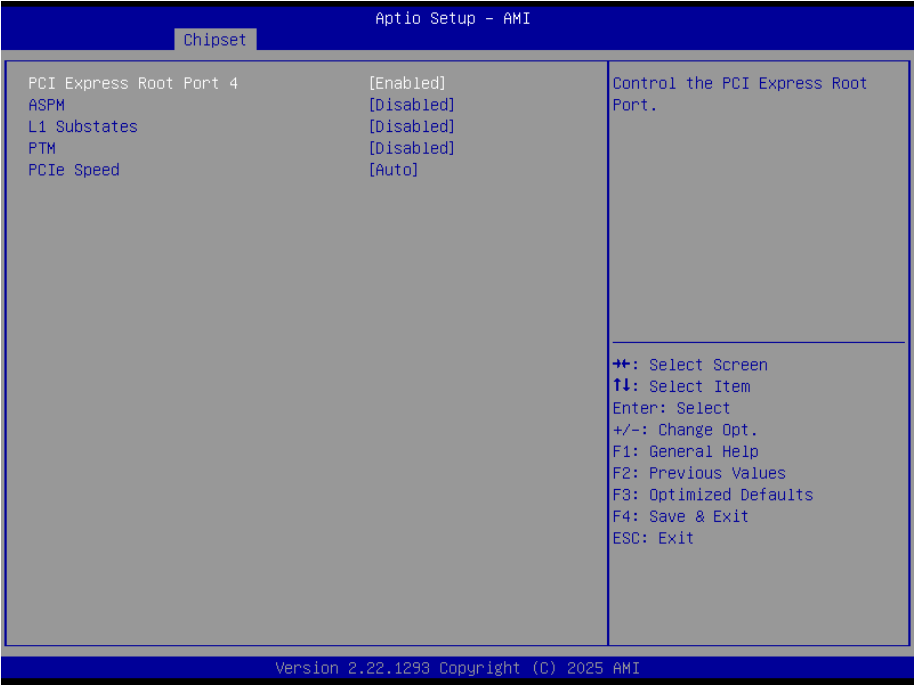 Aptio Setup – AMI
Chipset
PCI Express Root Port 4 [Enabled]
ASPM [Disabled]
L1 Substates [Disabled]
PTM [Disabled]
PCIe Speed [Auto]
Control the PCI Express Root
Port.
→←: Select Screen
↑↓: Select Item
Enter: Select
+/-: Change Opt.
F1: General Help
F2: Previous Values
F3: Optimized Defaults
F4: Save & Exit
ESC: Exit
Version 2.22.1293 Copyright (C) 2025 AMI